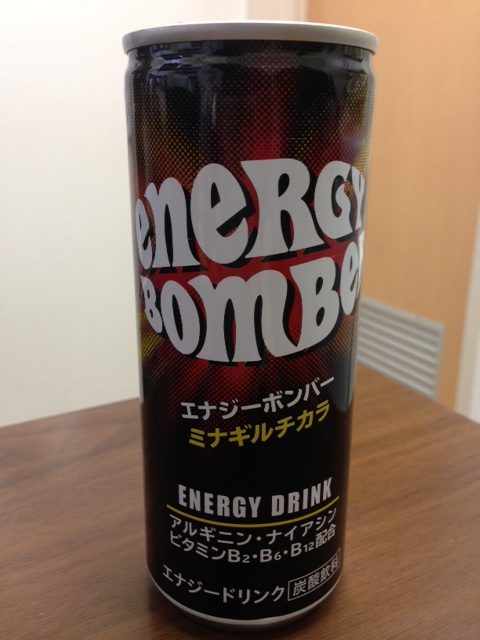 eneRGY
BOMBeR
エナジーボンバー
ミナギルチカラ
ENERGY DRINK
アルギニン・ナイアシン
ビタミンB₂・B₆・B₁₂配合
エナジードリンク 炭酸飲料